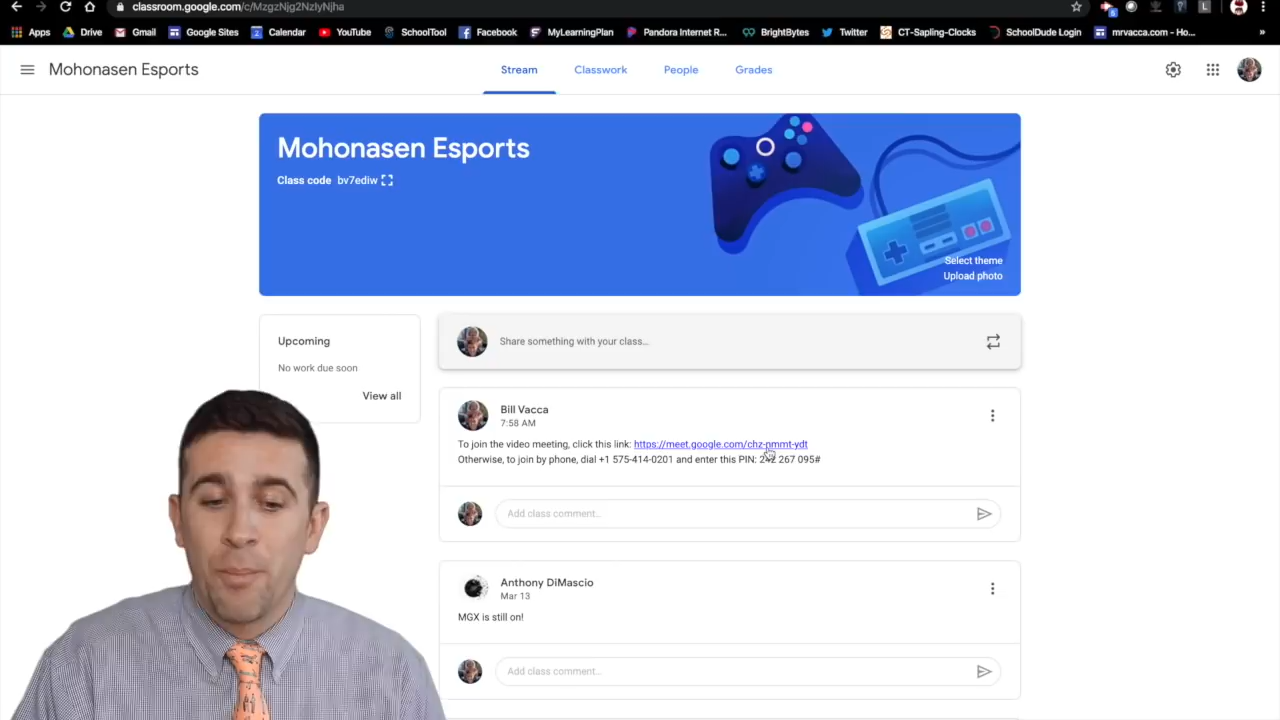 classroom.google.com/c/MzgzNjg2NzIyNjha
Apps Drive Gmail Google Sites Calendar YouTube SchoolTool Facebook MyLearningPlan Pandora Internet R... BrightBytes Twitter CT-Sapling-Clocks SchoolDude Login mrvacca.com - Ho... »
Mohonasen Esports Stream Classwork People Grades
Mohonasen Esports
Class code bv7ediw
Select theme
Upload photo
Upcoming
No work due soon
View all
Share something with your class...
Bill Vacca
7:58 AM
To join the video meeting, click this link: https://meet.google.com/chz-nmmt-ydt
Otherwise, to join by phone, dial +1 575-414-0201 and enter this PIN: 242 267 095#
Add class comment...
Anthony DiMascio
Mar 13
MGX is still on!
Add class comment...